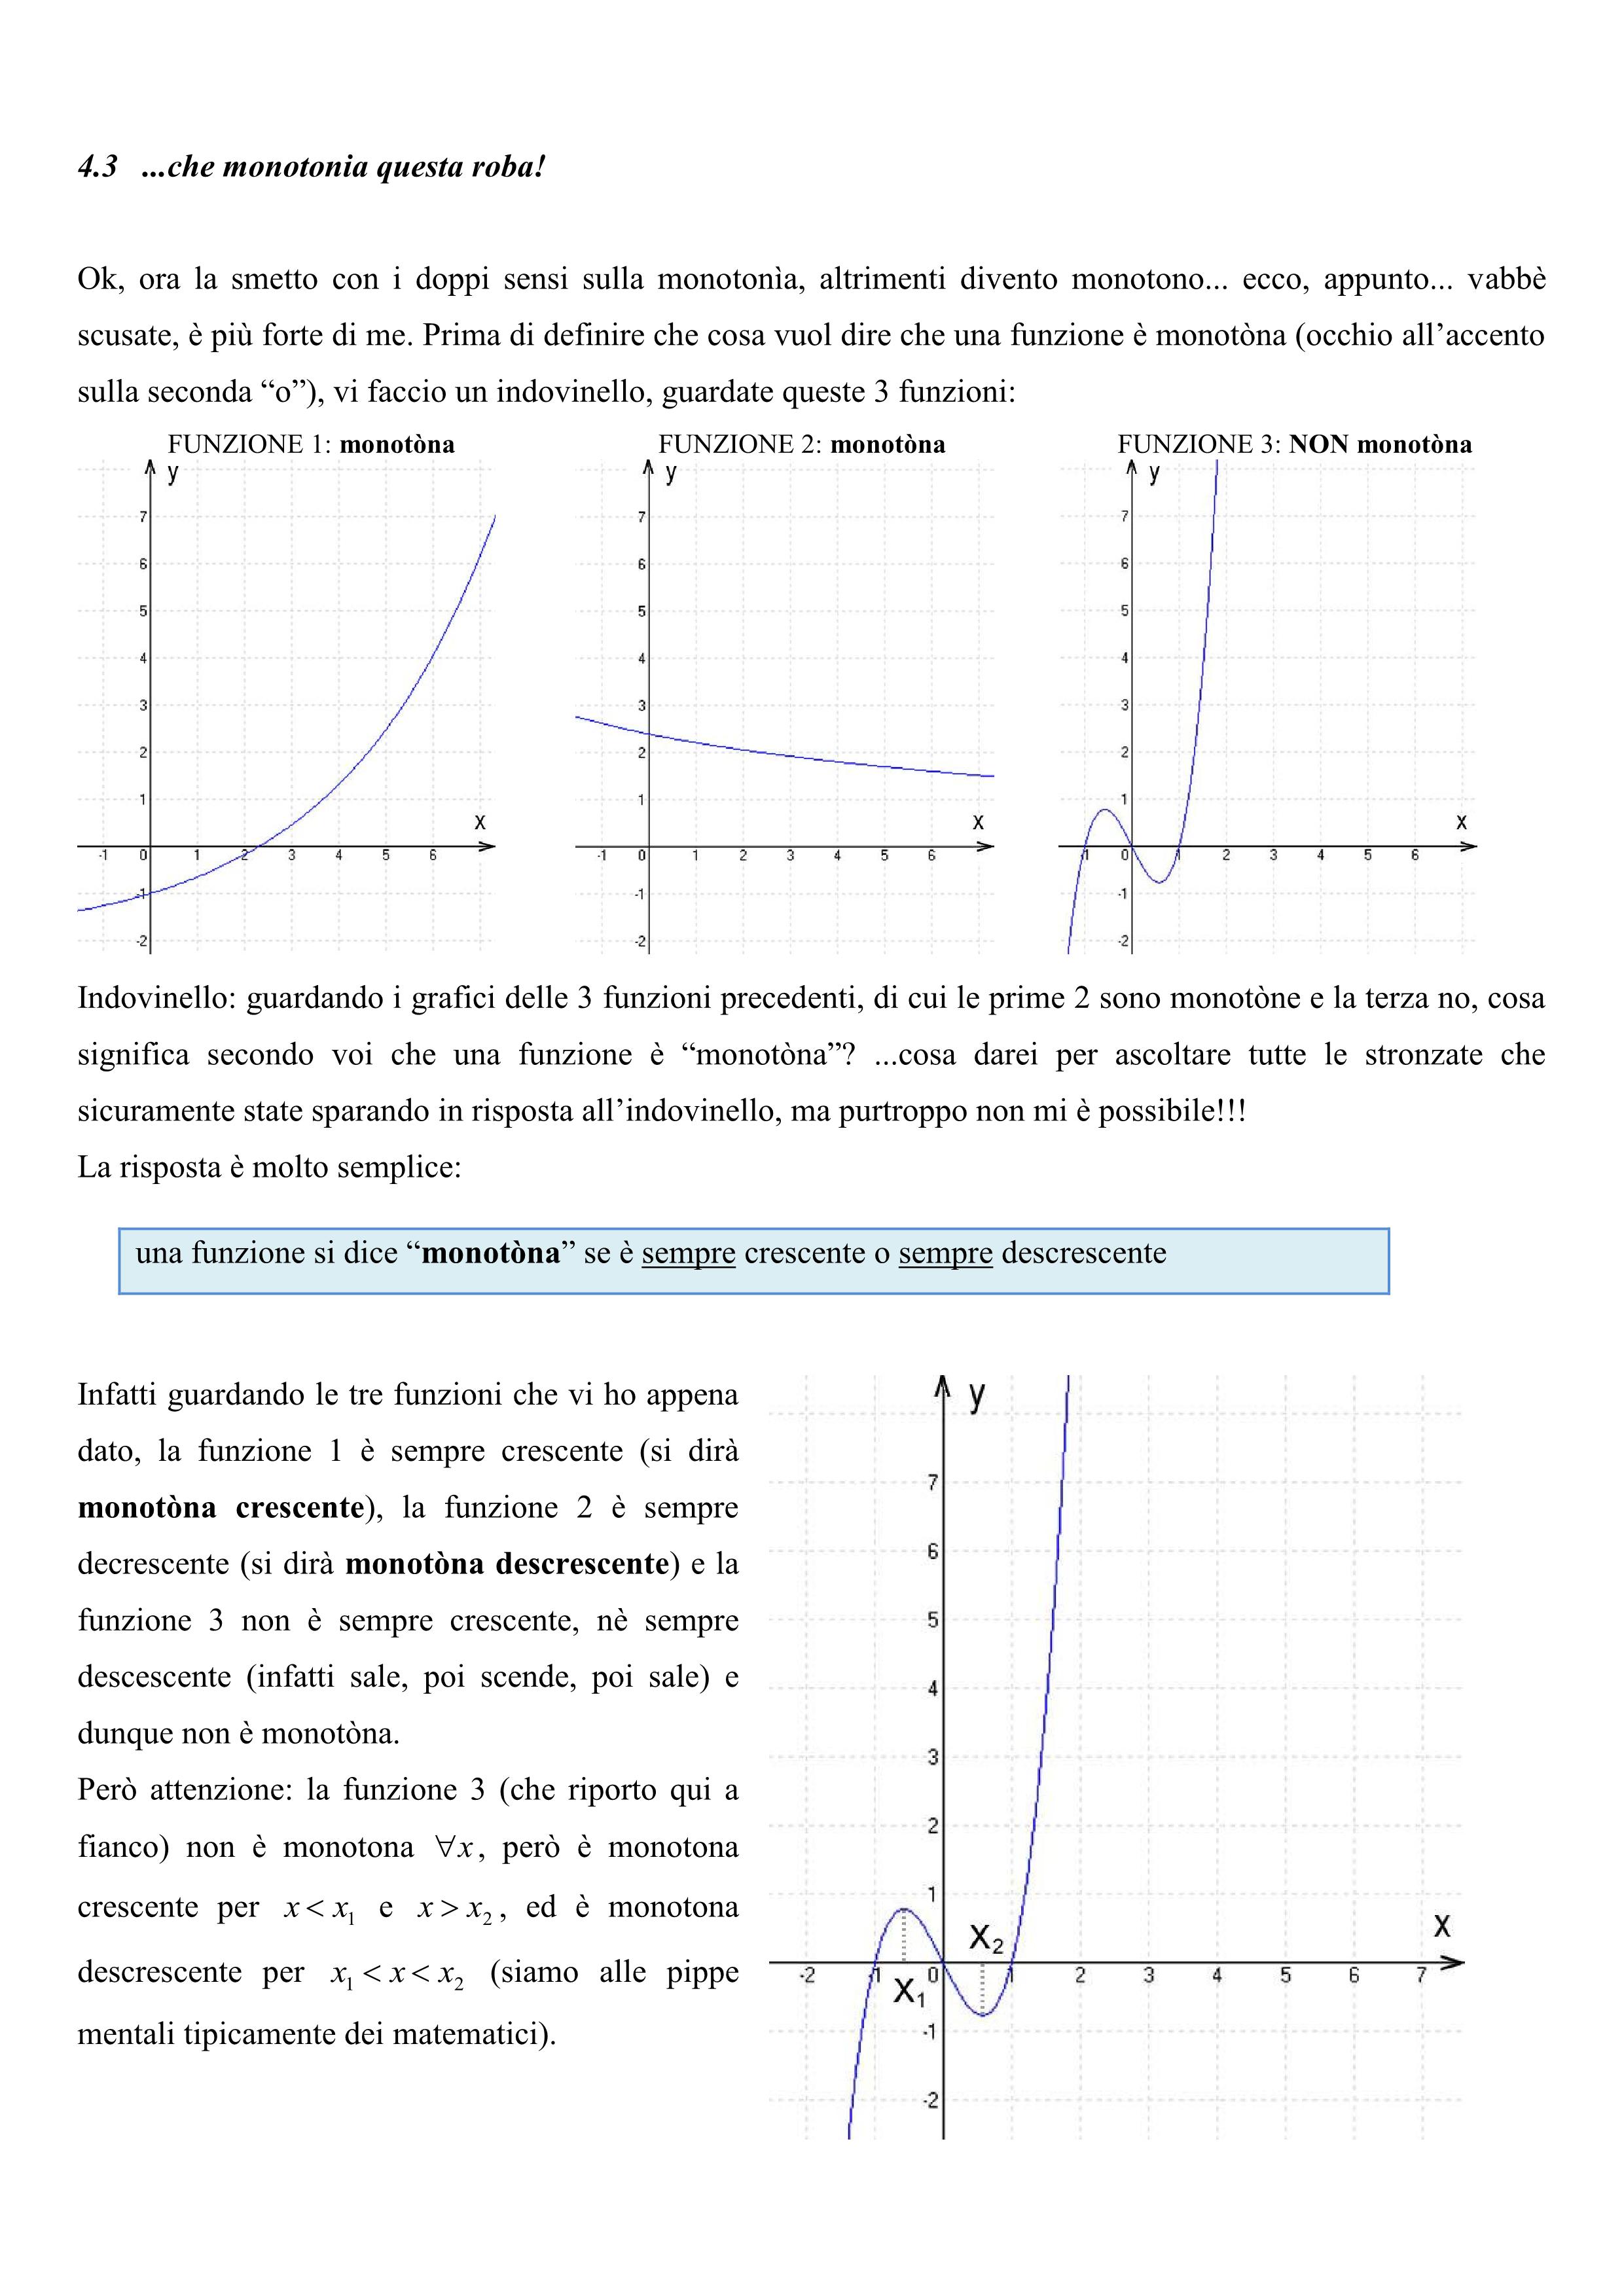 4.3 ...che monotonia questa roba!
Ok, ora la smetto con i doppi sensi sulla monotonìa, altrimenti divento monotono... ecco, appunto... vabbè
scusate, è più forte di me. Prima di definire che cosa vuol dire che una funzione è monotòna (occhio all’accento
sulla seconda “o”), vi faccio un indovinello, guardate queste 3 funzioni:
FUNZIONE 1: monotòna
y
7
6
5
4
3
2
1
x
-1 0 1 2 3 4 5 6
-1
-2
FUNZIONE 2: monotòna
y
7
6
5
4
3
2
1
x
-1 0 1 2 3 4 5 6
-1
-2
FUNZIONE 3: NON monotòna
y
7
6
5
4
3
2
1
x
-1 0 1 2 3 4 5 6
-1
-2
Indovinello: guardando i grafici delle 3 funzioni precedenti, di cui le prime 2 sono monotòne e la terza no, cosa
significa secondo voi che una funzione è “monotòna”? ...cosa darei per ascoltare tutte le stronzate che
sicuramente state sparando in risposta all’indovinello, ma purtroppo non mi è possibile!!!
La risposta è molto semplice:
una funzione si dice “monotòna” se è sempre crescente o sempre descrescente
Infatti guardando le tre funzioni che vi ho appena
dato, la funzione 1 è sempre crescente (si dirà
monotòna crescente), la funzione 2 è sempre
decrescente (si dirà monotòna descrescente) e la
funzione 3 non è sempre crescente, nè sempre
descescente (infatti sale, poi scende, poi sale) e
dunque non è monotòna.
Però attenzione: la funzione 3 (che riporto qui a
fianco) non è monotona ∀x, però è monotona
crescente per x < x₁ e x > x₂, ed è monotona
descrescente per x₁ < x < x₂ (siamo alle pippe
mentali tipicamente dei matematici).
y
7
6
5
4
3
2
1
X₂
x
-2 -1 0 1 2 3 4 5 6 7
X₁
-1
-2